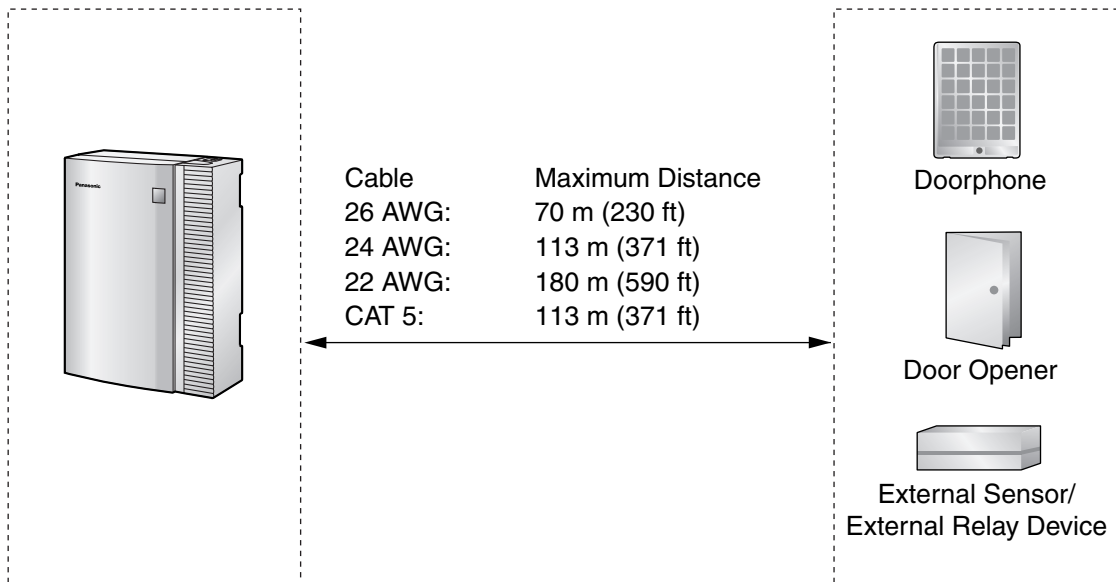 Panasonic
Cable Maximum Distance
26 AWG: 70 m (230 ft)
24 AWG: 113 m (371 ft)
22 AWG: 180 m (590 ft)
CAT 5: 113 m (371 ft)
Doorphone
Door Opener
External Sensor/
External Relay Device